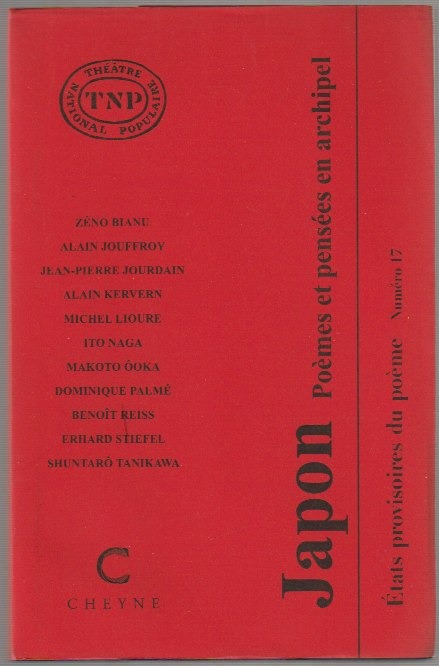 THÉÂTRE
TNP
NATIONAL POPULAIRE
ZÉNO BIANU
ALAIN JOUFFROY
JEAN-PIERRE JOURDAIN
ALAIN KERVERN
MICHEL LIOURE
ITO NAGA
MAKOTO ÔOKA
DOMINIQUE PALMÉ
BENOÎT REISS
ERHARD STIEFEL
SHUNTARÔ TANIKAWA
C
CHEYNE
Japon Poèmes et pensées en archipel
États provisoires du poème Numéro 17